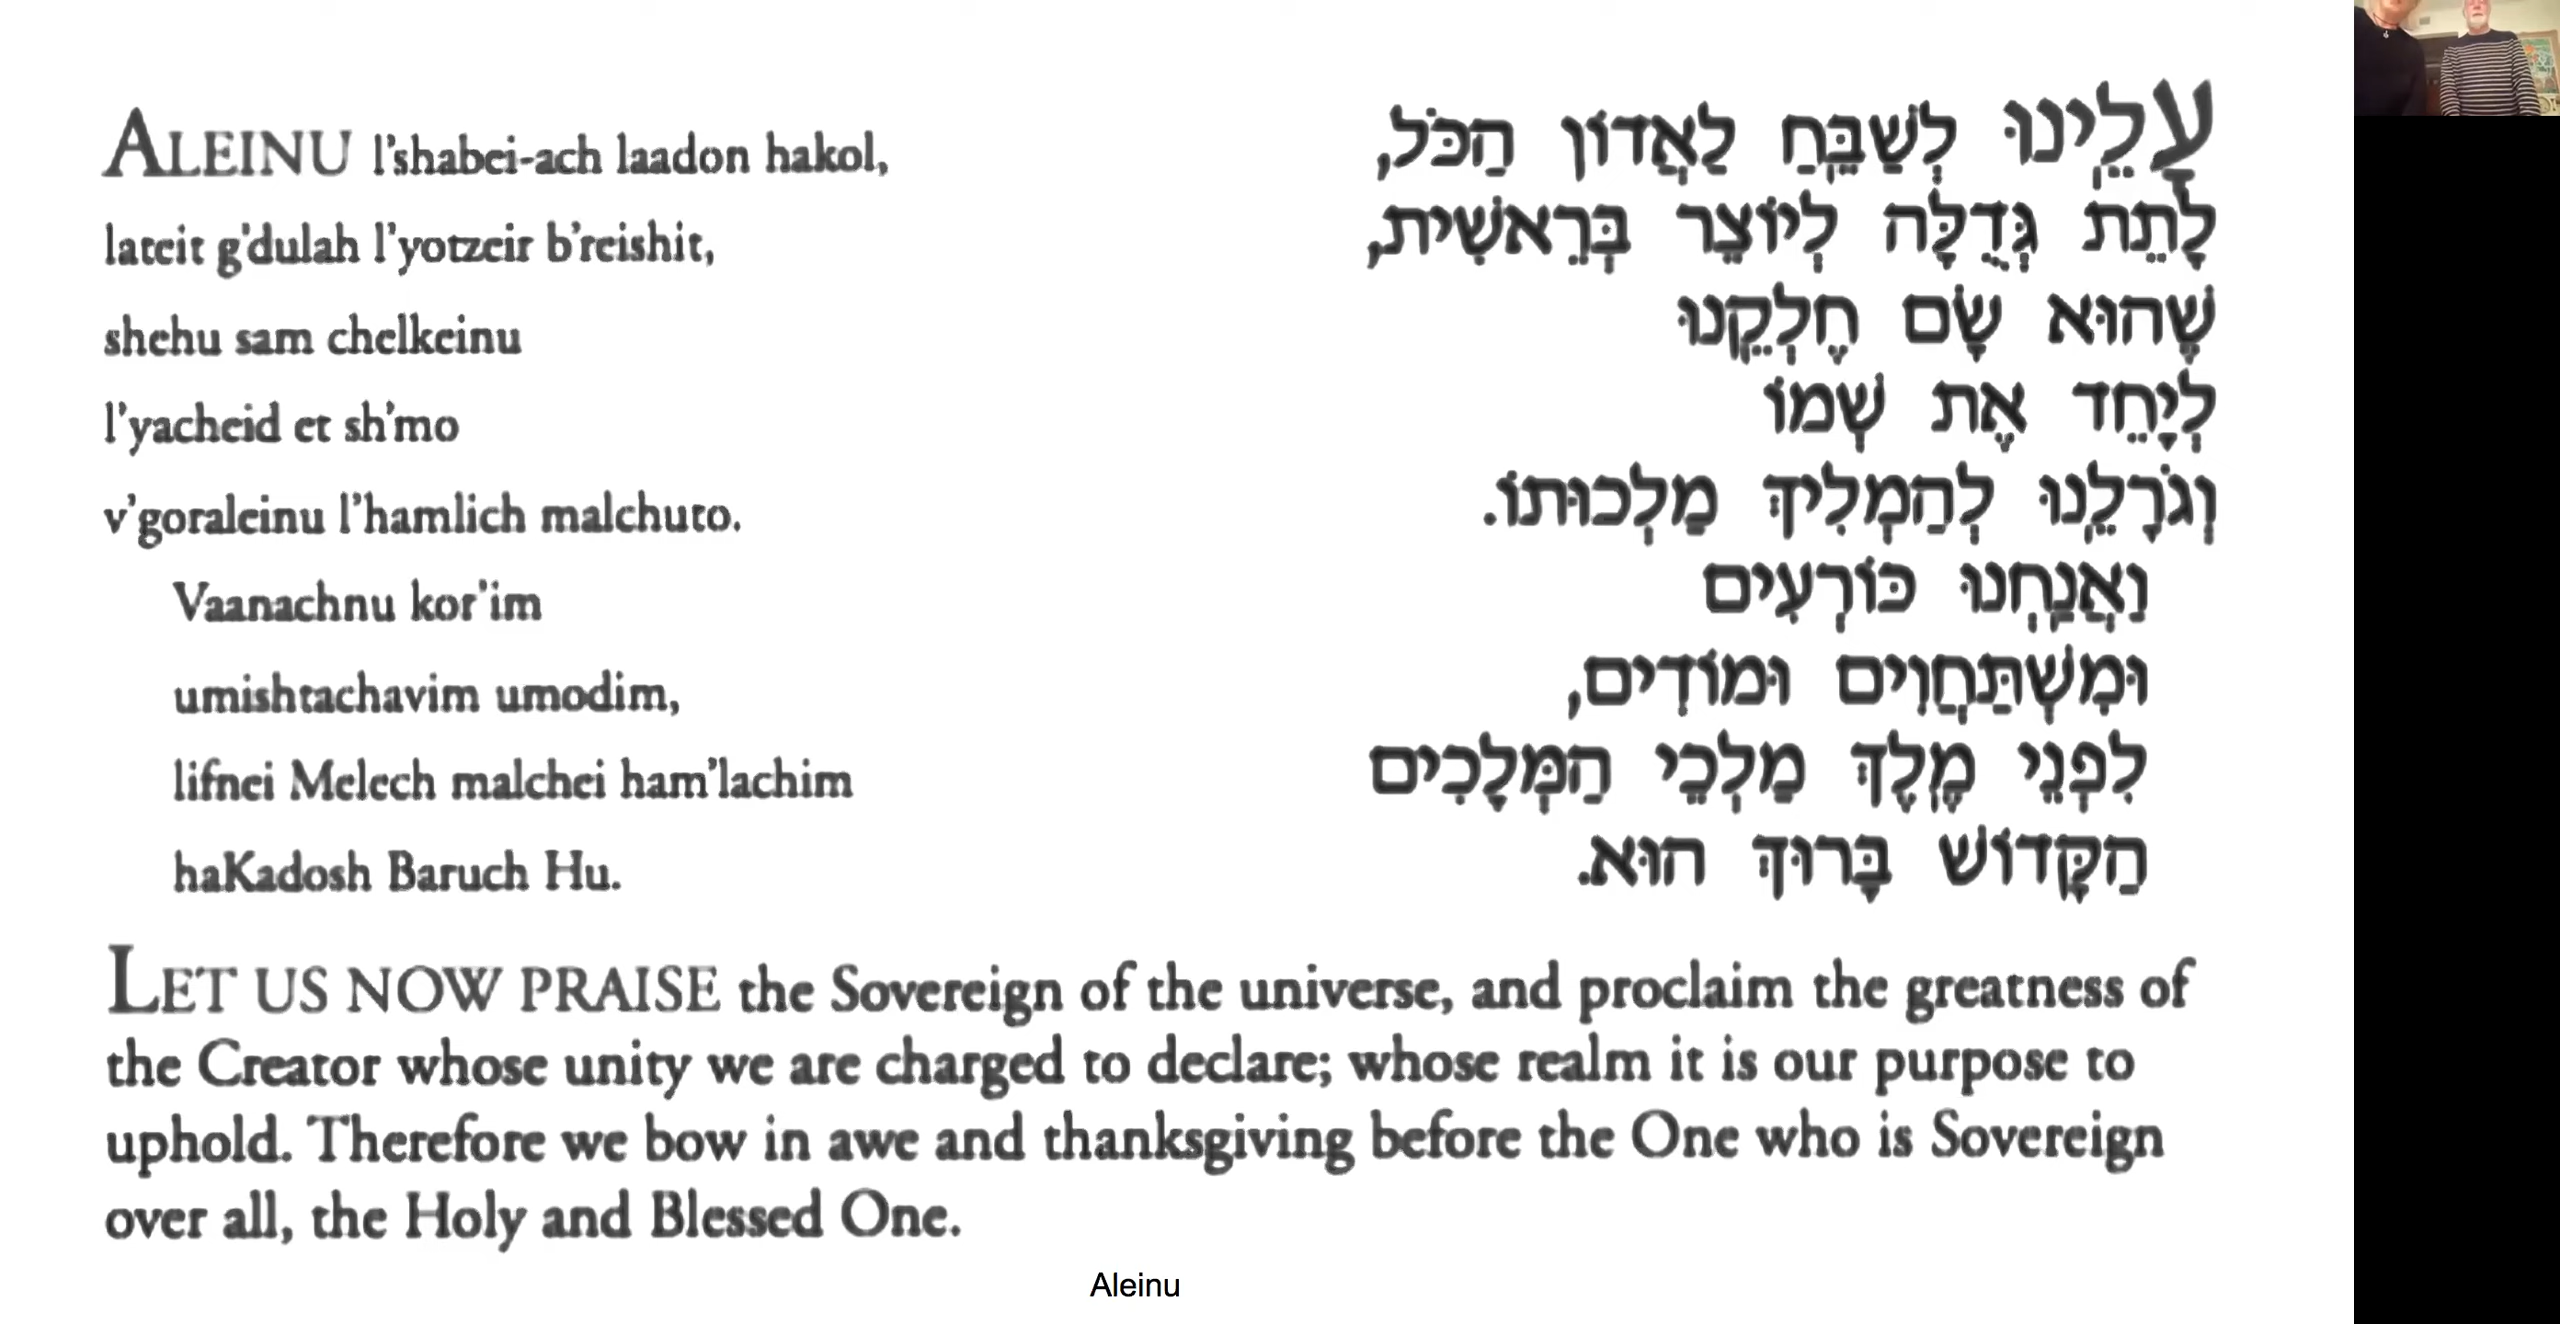 ALEINU l'shabei-ach laadon hakol,
lateit g'dulah l'yotzeir b'reishit,
shehu sam chelkeinu
l'yacheid et sh'mo
v'goraleinu l'hamlich malchuto.
Vaanachnu kor'im
umishtachavim umodim,
lifnei Melech malchei ham'lachim
haKadosh Baruch Hu.
עָלֵֽינוּ לְשַׁבֵּֽחַ לַאֲדוֹן הַכֹּל,
לָתֵת גְּדֻלָּה לְיוֹצֵר בְּרֵאשִׁית,
שֶׁהוּא שָׂם חֶלְקֵֽנוּ
לְיַחֵד אֶת שְׁמוֹ
וְגֹרָלֵֽנוּ לְהַמְלִיךְ מַלְכוּתוֹ.
וַאֲנַֽחְנוּ כּוֹרְעִים
וּמִשְׁתַּחֲוִים וּמוֹדִים,
לִפְנֵי מֶֽלֶךְ מַלְכֵי הַמְּלָכִים
הַקָּדוֹשׁ בָּרוּךְ הוּא.
LET US NOW PRAISE the Sovereign of the universe, and proclaim the greatness of
the Creator whose unity we are charged to declare; whose realm it is our purpose to
uphold. Therefore we bow in awe and thanksgiving before the One who is Sovereign
over all, the Holy and Blessed One.
Aleinu